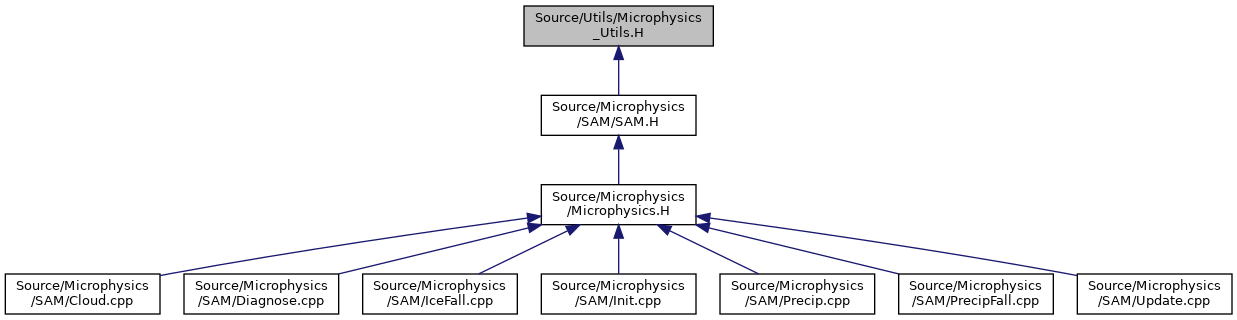 Source/Utils/Microphysics
_Utils.H
Source/Microphysics
/SAM/SAM.H
Source/Microphysics
/Microphysics.H
Source/Microphysics
/SAM/Cloud.cpp
Source/Microphysics
/SAM/Diagnose.cpp
Source/Microphysics
/SAM/IceFall.cpp
Source/Microphysics
/SAM/Init.cpp
Source/Microphysics
/SAM/Precip.cpp
Source/Microphysics
/SAM/PrecipFall.cpp
Source/Microphysics
/SAM/Update.cpp